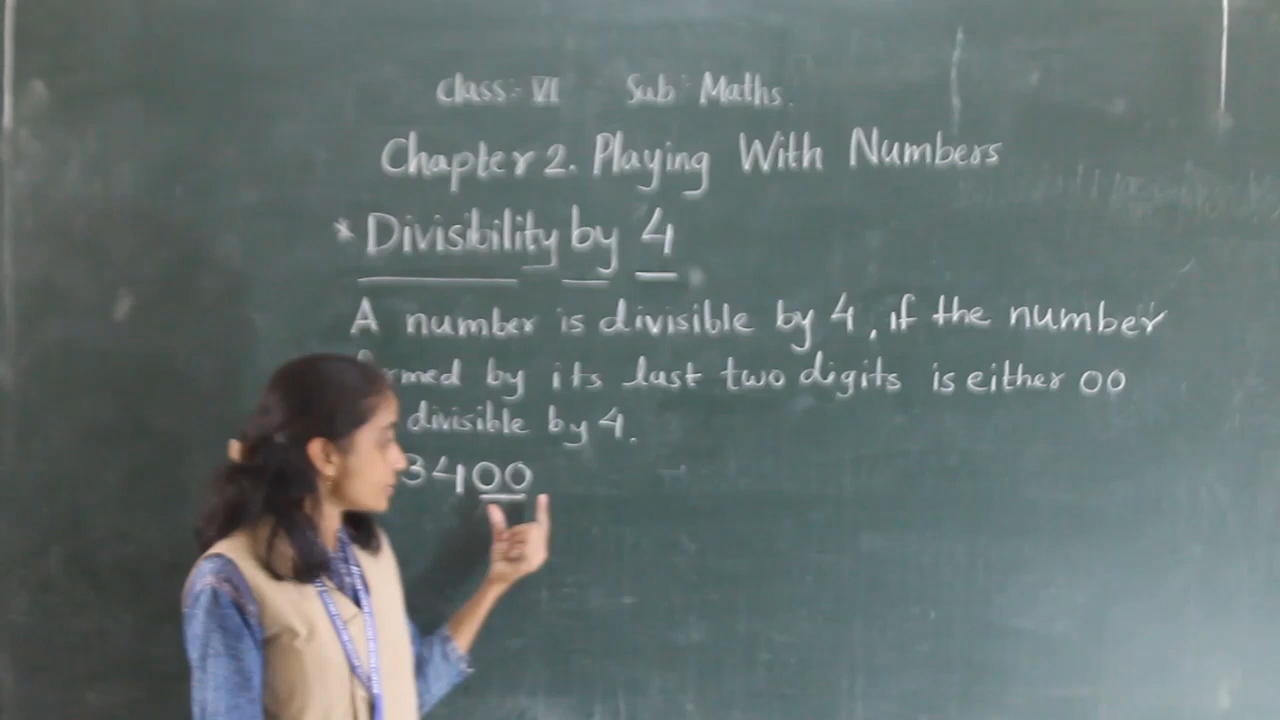 Class:- VI Sub: Maths.
Chapter 2. Playing With Numbers
* Divisibility by 4
A number is divisible by 4, if the number
by its last two digits is either 00
divisible by 4.
3400